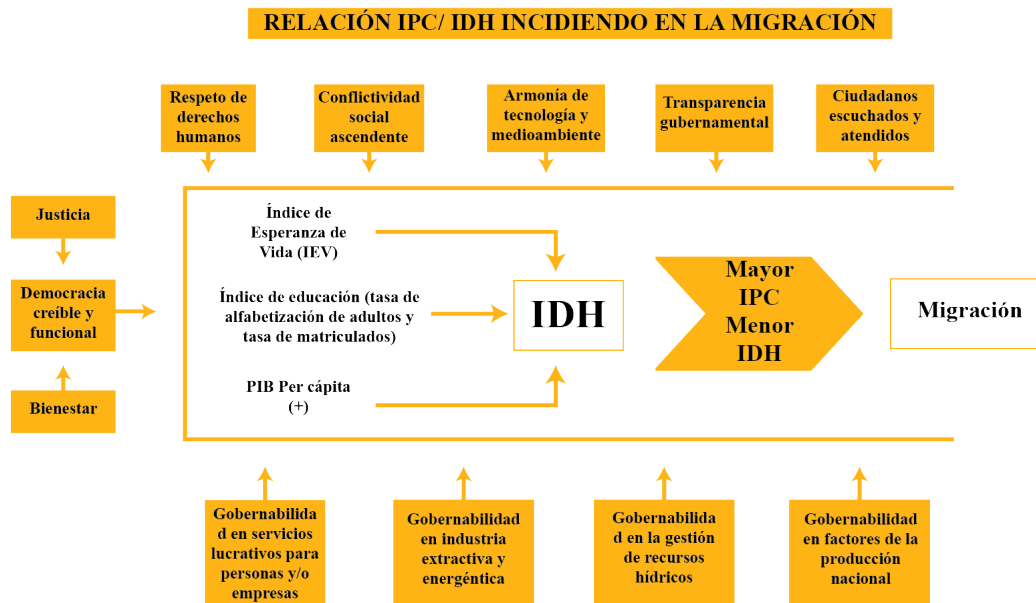 RELACIÓN IPC/ IDH INCIDIENDO EN LA MIGRACIÓN
Respeto de
derechos
humanos
Conflictividad
social
ascendente
Armonía de
tecnología y
medioambiente
Transparencia
gubernamental
Ciudadanos
escuchados y
atendidos
Justicia
Democracia
creíble y
funcional
Bienestar
Índice de
Esperanza de
Vida (IEV)
Índice de educación (tasa de
alfabetización de adultos y
tasa de matriculados)
PIB Per cápita
(+)
IDH
Mayor
IPC
Menor
IDH
Migración
Gobernabilida
d en servicios
lucrativos para
personas y/o
empresas
Gobernabilidad
en industria
extractiva y
energéntica
Gobernabilida
d en la gestión
de recursos
hídricos
Gobernabilidad
en factores de la
producción
nacional